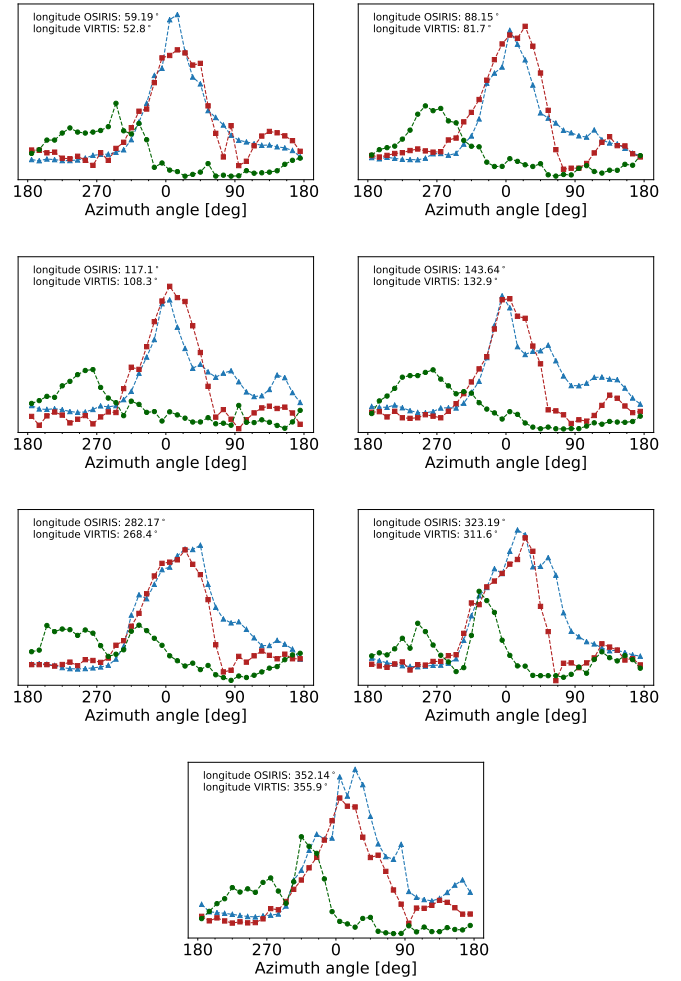 longitude OSIRIS: 59.19°
longitude VIRTIS: 52.8°
180 270 0 90 180
Azimuth angle [deg]
longitude OSIRIS: 88.15°
longitude VIRTIS: 81.7°
180 270 0 90 180
Azimuth angle [deg]
longitude OSIRIS: 117.1°
longitude VIRTIS: 108.3°
180 270 0 90 180
Azimuth angle [deg]
longitude OSIRIS: 143.64°
longitude VIRTIS: 132.9°
180 270 0 90 180
Azimuth angle [deg]
longitude OSIRIS: 282.17°
longitude VIRTIS: 268.4°
180 270 0 90 180
Azimuth angle [deg]
longitude OSIRIS: 323.19°
longitude VIRTIS: 311.6°
180 270 0 90 180
Azimuth angle [deg]
longitude OSIRIS: 352.14°
longitude VIRTIS: 355.9°
180 270 0 90 180
Azimuth angle [deg]